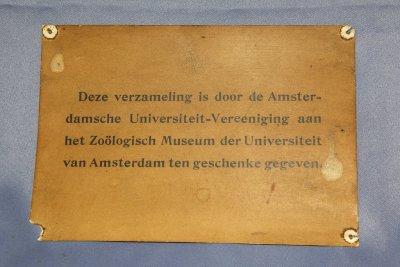 Deze verzameling is door de Amster-
damsche Universiteit-Vereeniging aan
het Zoölogisch Museum der Universiteit
van Amsterdam ten geschenke gegeven.